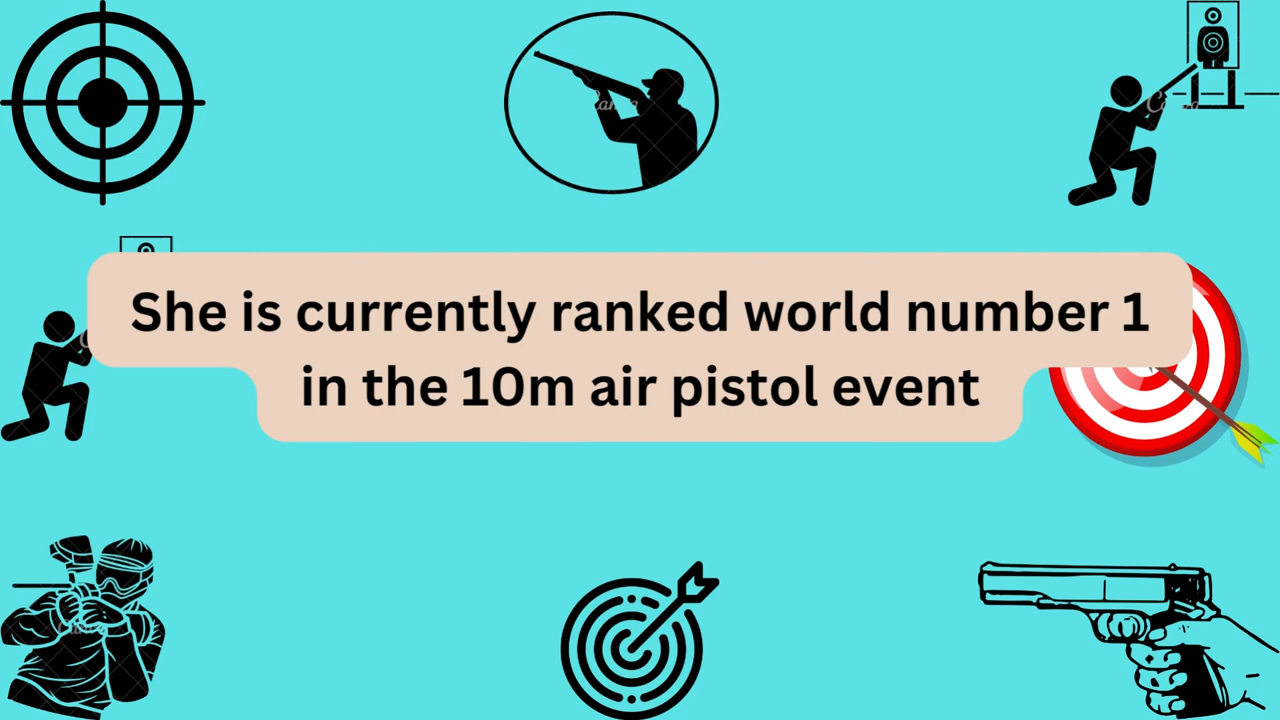 She is currently ranked world number 1
in the 10m air pistol event